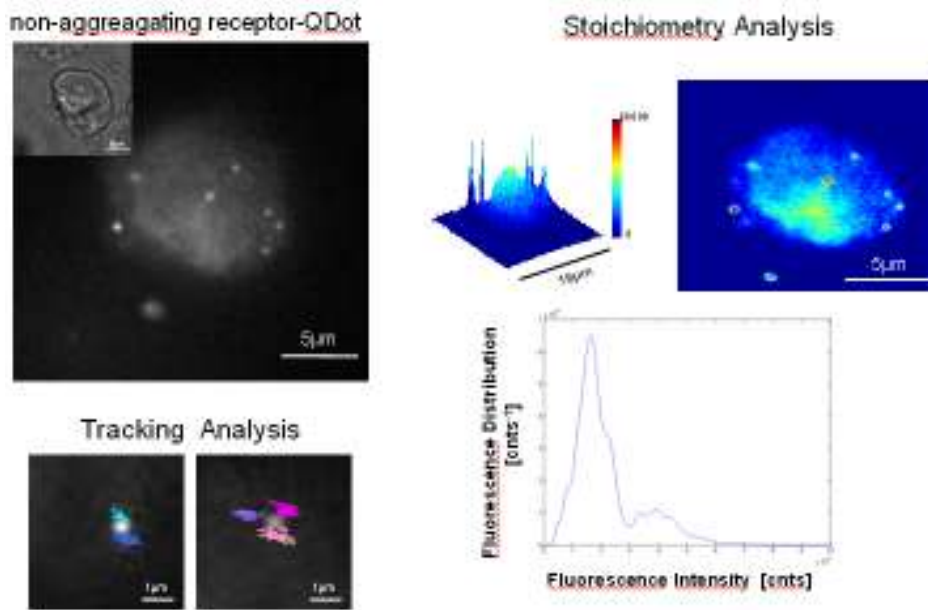 non-aggreagating receptor-QDot
Stoichiometry Analysis
5µm
5µm
Tracking Analysis
1µm
1µm
Fluorescence Distribution
[cnts⁻¹]
Fluorescence Intensity [cnts]